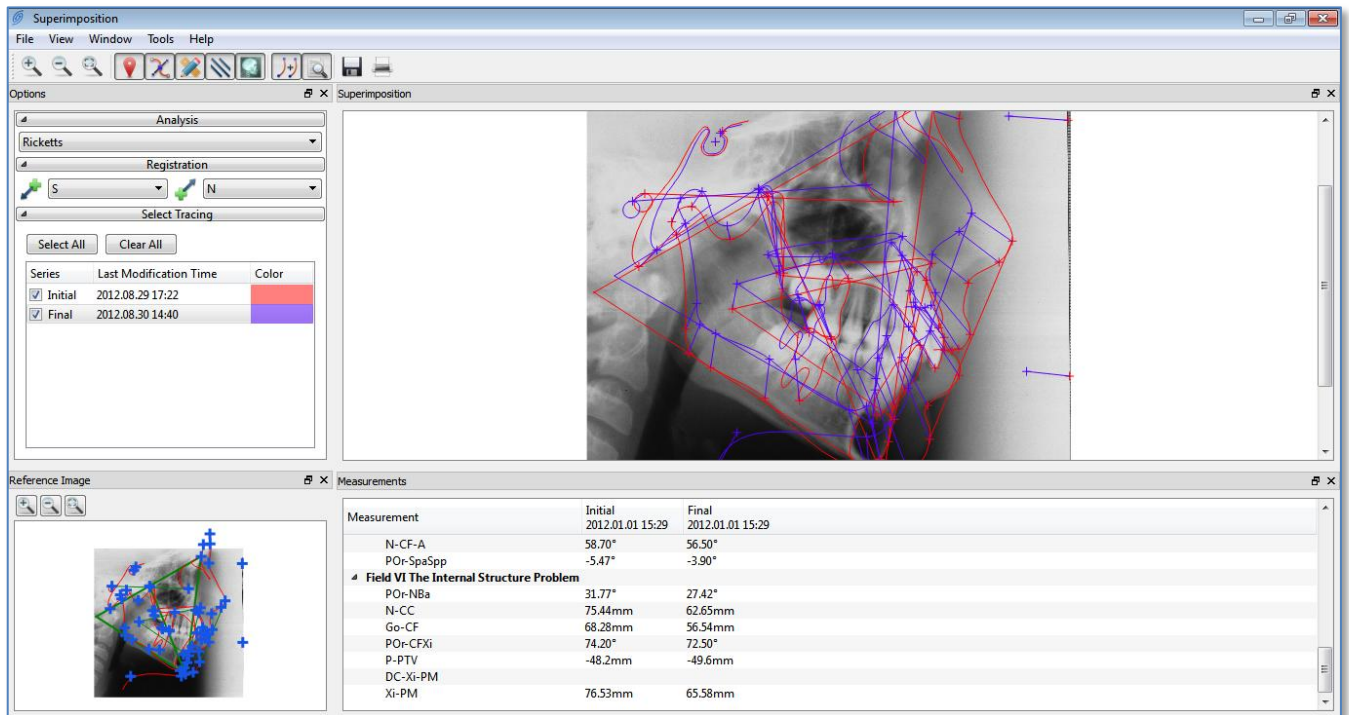 Superimposition
File View Window Tools Help
Options
Superimposition
Analysis
Ricketts
Registration
S N
Select Tracing
Select All Clear All
Series Last Modification Time Color
Initial 2012.08.29 17:22
Final 2012.08.30 14:40
Reference Image
Measurements
Measurement Initial Final
2012.01.01 15:29 2012.01.01 15:29
N-CF-A 58.70° 56.50°
POr-SpaSpp -5.47° -3.90°
Field VI The Internal Structure Problem
POr-NBa 31.77° 27.42°
N-CC 75.44mm 62.65mm
Go-CF 68.28mm 56.54mm
POr-CFXi 74.20° 72.50°
P-PTV -48.2mm -49.6mm
DC-Xi-PM
Xi-PM 76.53mm 65.58mm